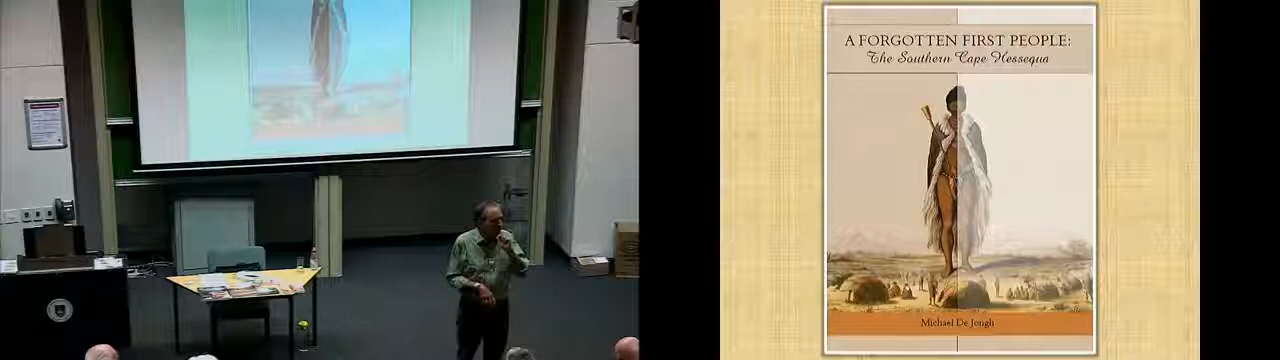 A FORGOTTEN FIRST PEOPLE:
The Southern Cape Hessequa
Michael De Jongh